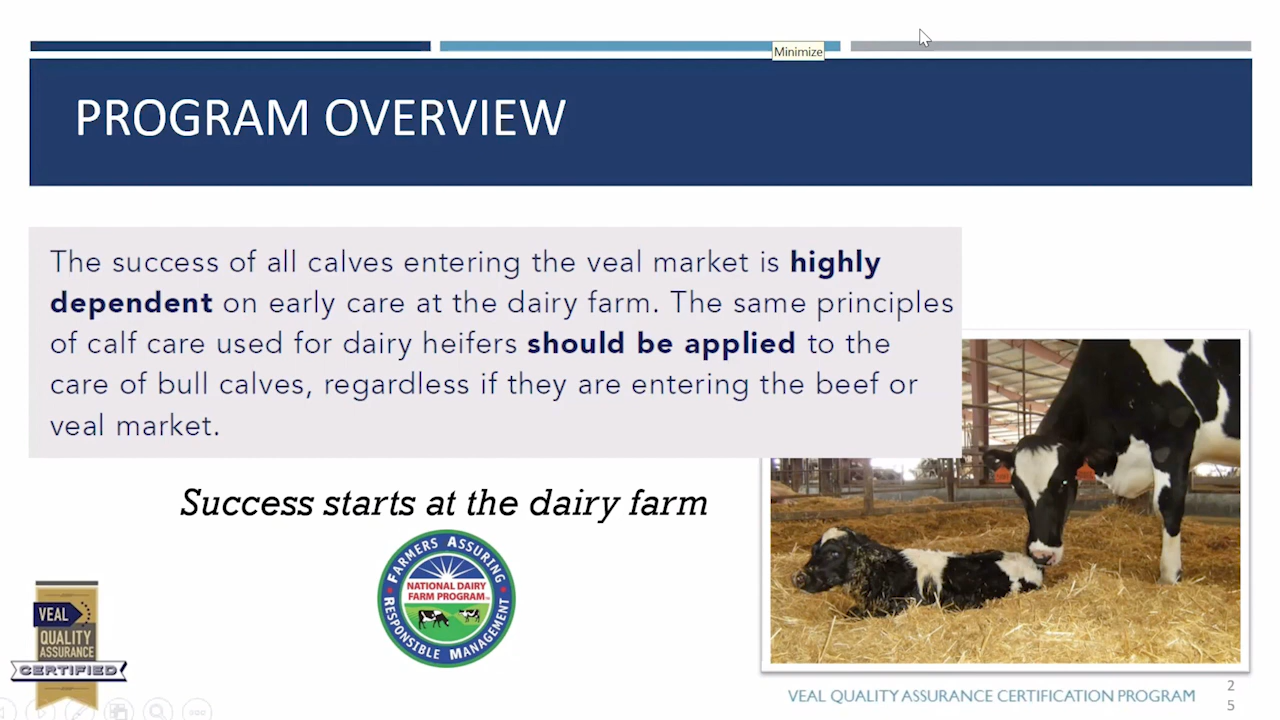 Minimize
PROGRAM OVERVIEW
The success of all calves entering the veal market is highly
dependent on early care at the dairy farm. The same principles
of calf care used for dairy heifers should be applied to the
care of bull calves, regardless if they are entering the beef or
veal market.
Success starts at the dairy farm
FARMERS ASSURING
NATIONAL DAIRY
FARM PROGRAM
RESPONSIBLE MANAGEMENT
VEAL
QUALITY
ASSURANCE
CERTIFIED
VEAL QUALITY ASSURANCE CERTIFICATION PROGRAM
2
5